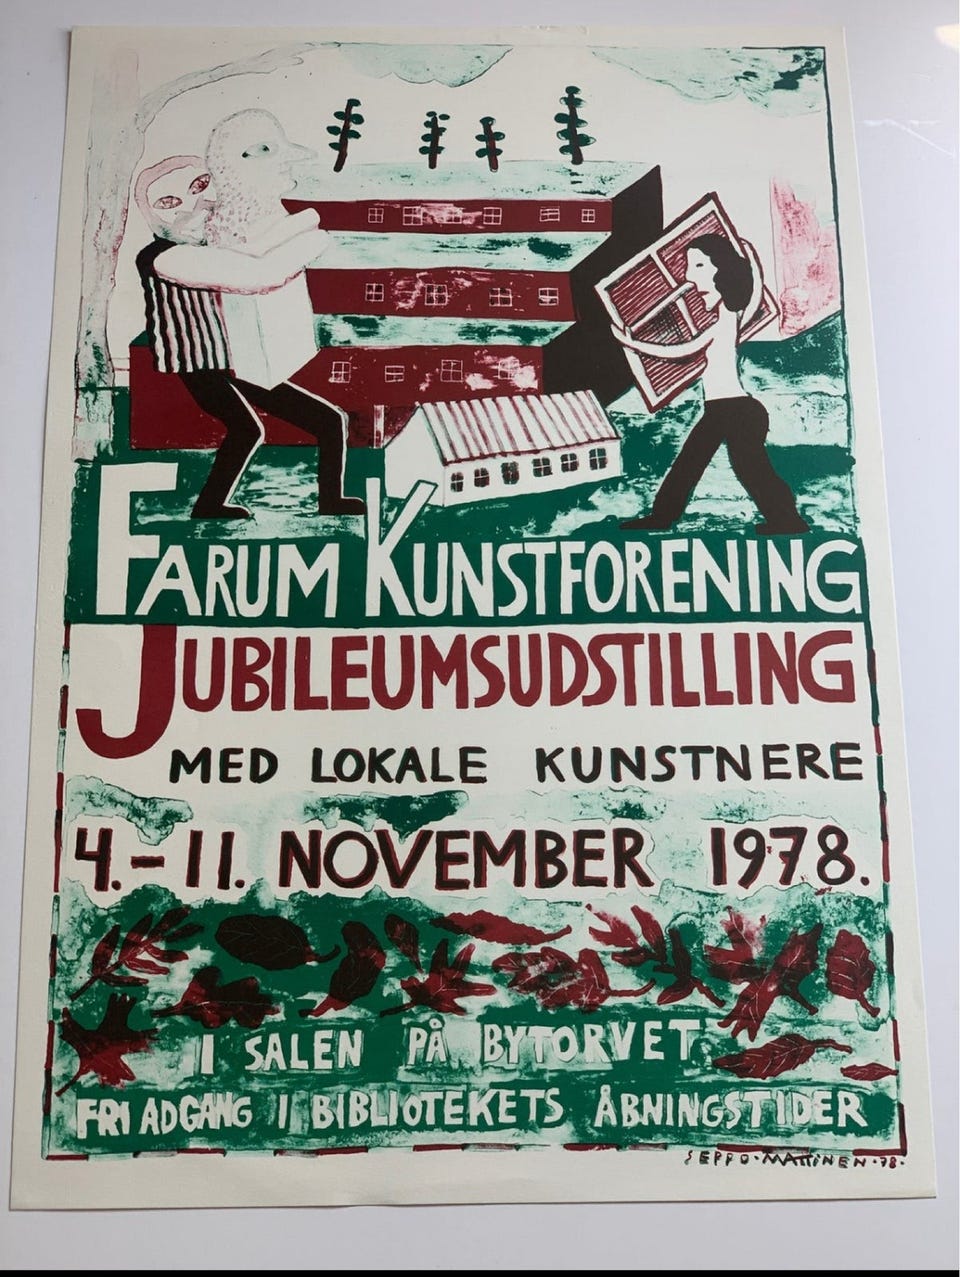 FARUM KUNSTFORENING
JUBILEUMSUDSTILLING
MED LOKALE KUNSTNERE
4.-11. NOVEMBER 1978.
I SALEN PÅ BYTORVET
FRI ADGANG I BIBLIOTEKETS ÅBNINGSTIDER
SEPPO·MATTINEN·78·